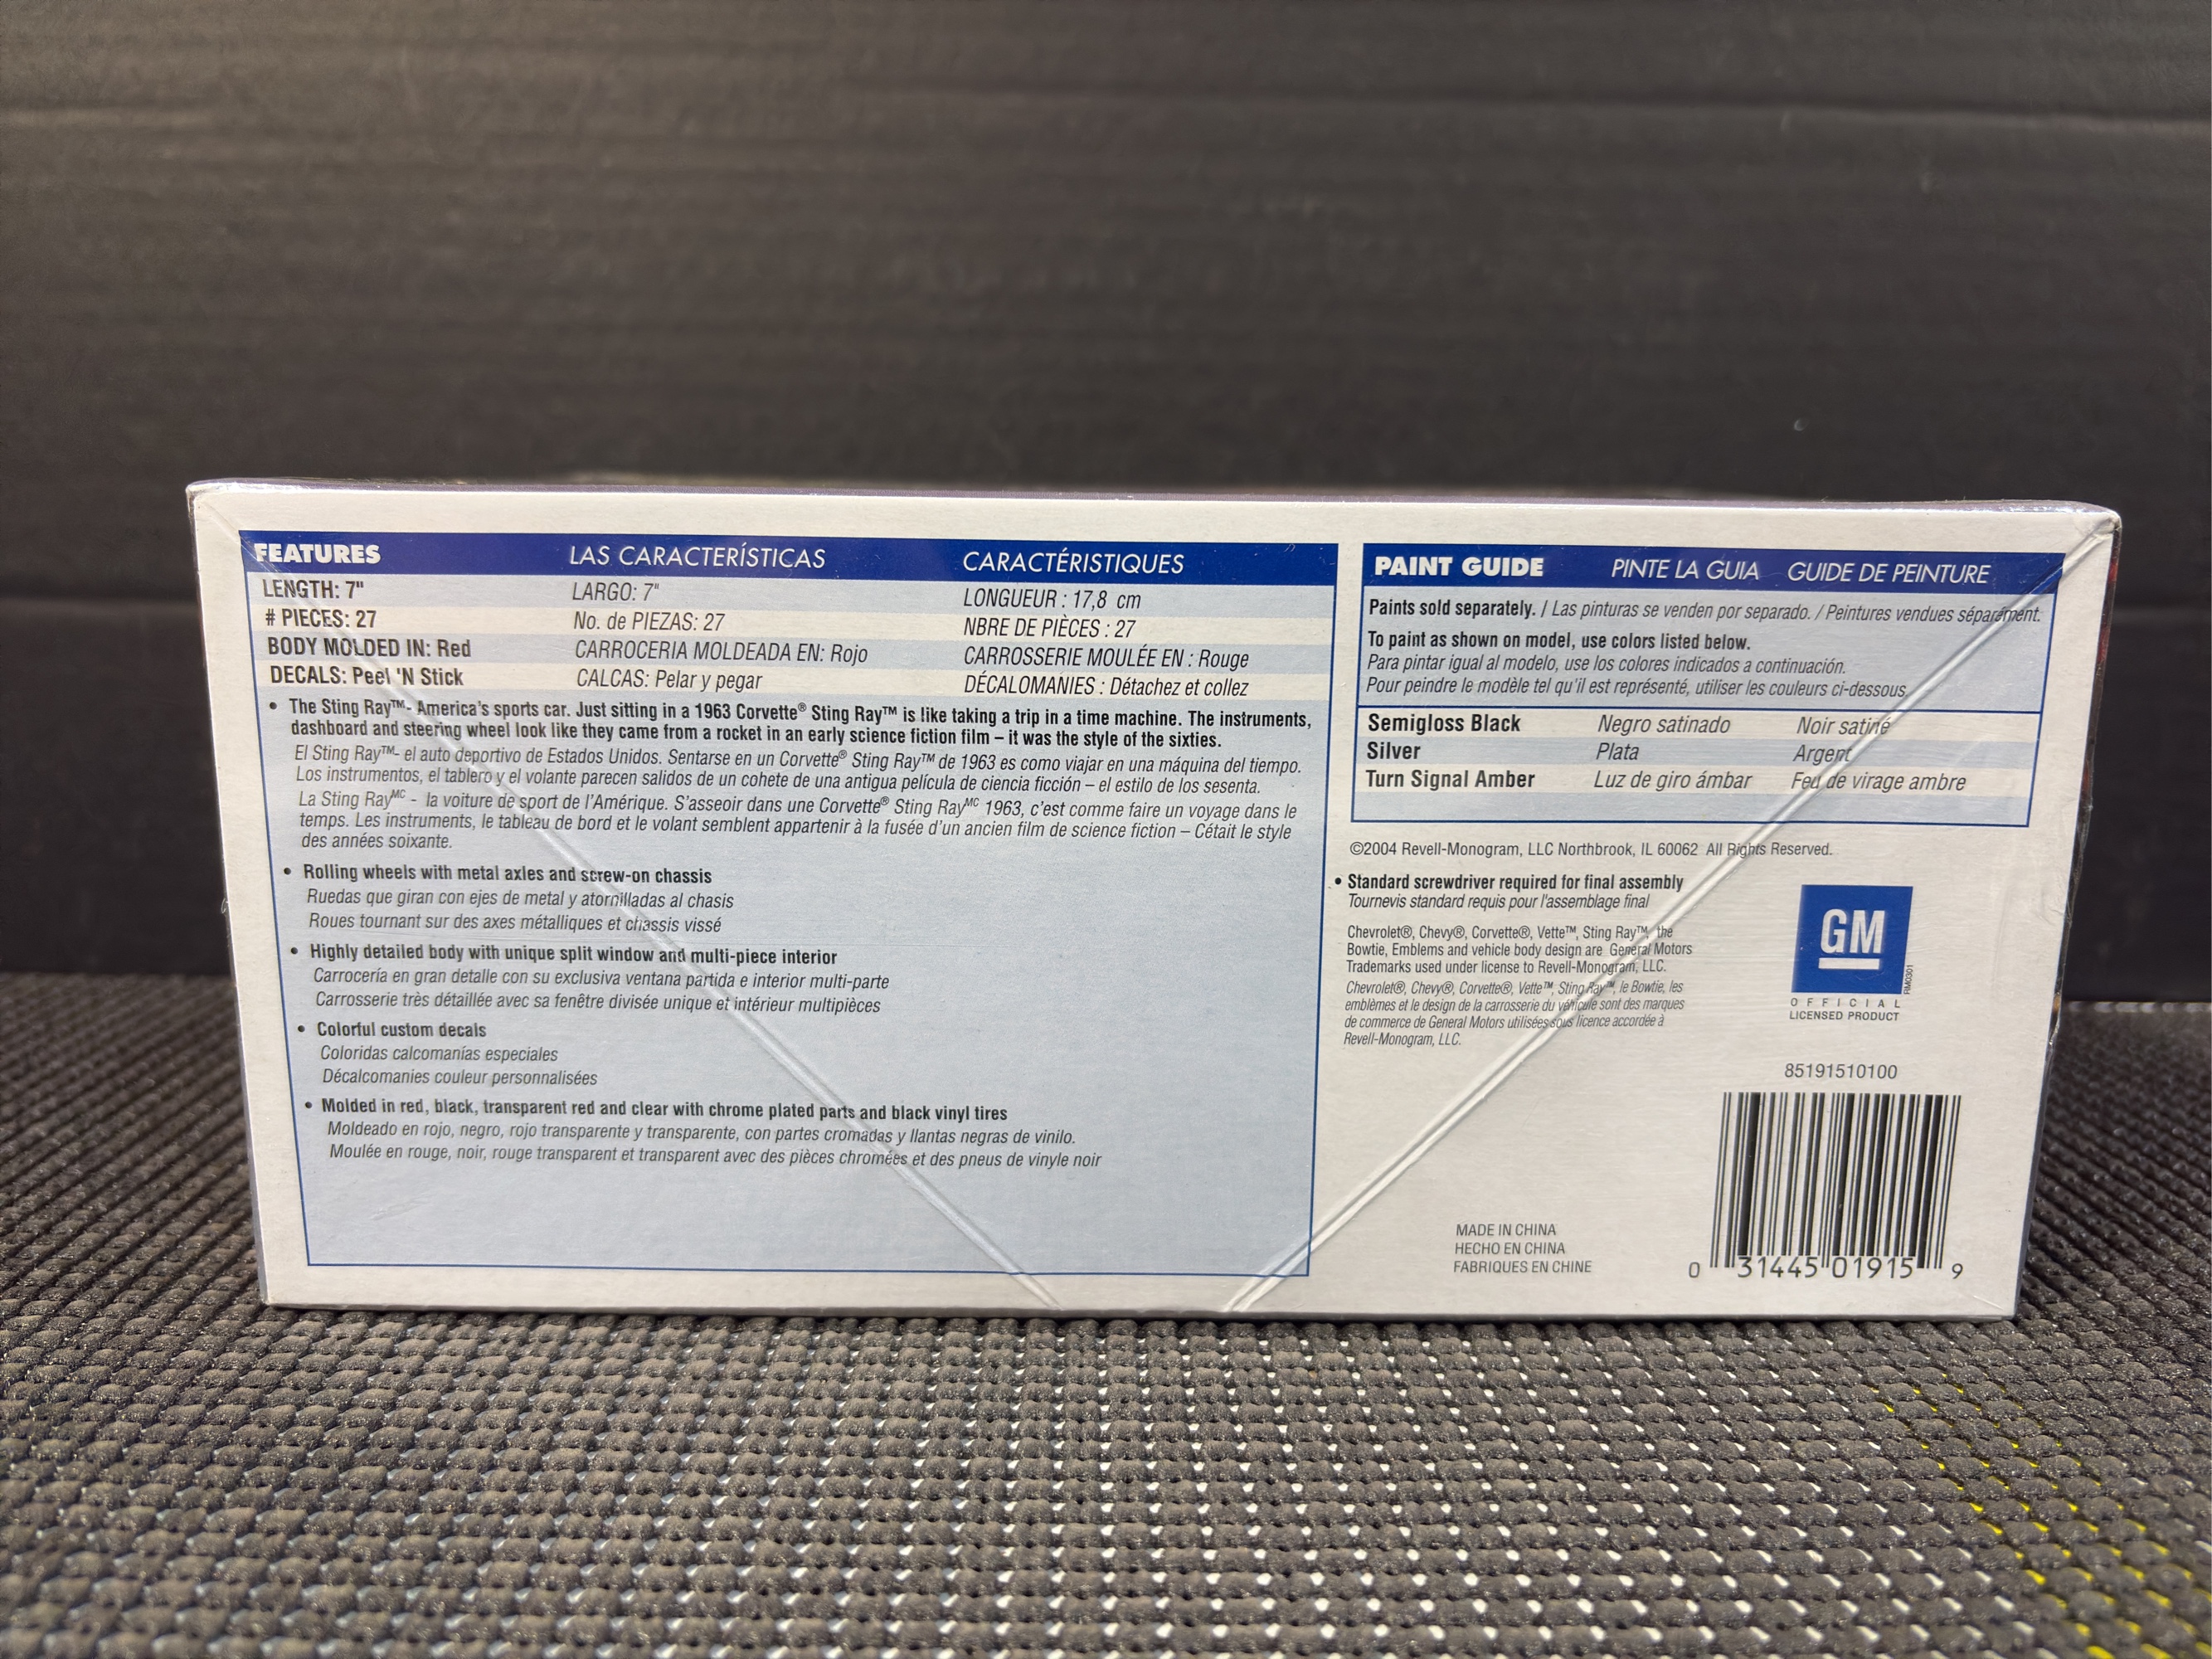 FEATURES LAS CARACTERÍSTICAS CARACTÉRISTIQUES
LENGTH: 7" LARGO: 7" LONGUEUR : 17,8 cm
# PIECES: 27 No. de PIEZAS: 27 NBRE DE PIÈCES : 27
BODY MOLDED IN: Red CARROCERIA MOLDEADA EN: Rojo CARROSSERIE MOULÉE EN : Rouge
DECALS: Peel 'N Stick CALCAS: Pelar y pegar DÉCALOMANIES : Détachez et collez
• The Sting Ray™- America's sports car. Just sitting in a 1963 Corvette® Sting Ray™ is like taking a trip in a time machine. The instruments,
dashboard and steering wheel look like they came from a rocket in an early science fiction film – it was the style of the sixties.
El Sting Ray™- el auto deportivo de Estados Unidos. Sentarse en un Corvette® Sting Ray™ de 1963 es como viajar en una máquina del tiempo.
Los instrumentos, el tablero y el volante parecen salidos de un cohete de una antigua película de ciencia ficción – el estilo de los sesenta.
La Sting Ray MC - la voiture de sport de l'Amérique. S'asseoir dans une Corvette® Sting Ray MC 1963, c'est comme faire un voyage dans le
temps. Les instruments, le tableau de bord et le volant semblent appartenir à la fusée d'un ancien film de science fiction – Cétait le style
des années soixante.
• Rolling wheels with metal axles and screw-on chassis
Ruedas que giran con ejes de metal y atornilladas al chasis
Roues tournant sur des axes métalliques et chassis vissé
• Highly detailed body with unique split window and multi-piece interior
Carrocería en gran detalle con su exclusiva ventana partida e interior multi-parte
Carrosserie très détaillée avec sa fenêtre divisée unique et intérieur multipièces
• Colorful custom decals
Coloridas calcomanías especiales
Décalcomanies couleur personnalisées
• Molded in red, black, transparent red and clear with chrome plated parts and black vinyl tires
Moldeado en rojo, negro, rojo transparente y transparente, con partes cromadas y llantas negras de vinilo.
Moulée en rouge, noir, rouge transparent et transparent avec des pièces chromées et des pneus de vinyle noir
PAINT GUIDE PINTE LA GUIA GUIDE DE PEINTURE
Paints sold separately. / Las pinturas se venden por separado. / Peintures vendues séparément.
To paint as shown on model, use colors listed below.
Para pintar igual al modelo, use los colores indicados a continuación.
Pour peindre le modèle tel qu'il est représenté, utiliser les couleurs ci-dessous.
Semigloss Black Negro satinado Noir satiné
Silver Plata Argent
Turn Signal Amber Luz de giro ámbar Feu de virage ambre
©2004 Revell-Monogram, LLC Northbrook, IL 60062 All Rights Reserved.
• Standard screwdriver required for final assembly
Tournevis standard requis pour l'assemblage final
Chevrolet®, Chevy®, Corvette®, Vette™, Sting Ray™, the
Bowtie, Emblems and vehicle body design are General Motors
Trademarks used under license to Revell-Monogram, LLC.
Chevrolet®, Chevy®, Corvette®, Vette™, Sting Ray™, le Bowtie, les
emblèmes et le design de la carrosserie du véhicule sont des marques
de commerce de General Motors utilisées sous licence accordée à
Revell-Monogram, LLC.
GM
RM0301
OFFICIAL
LICENSED PRODUCT
85191510100
MADE IN CHINA
HECHO EN CHINA
FABRIQUES EN CHINE
0 31445 01915 9